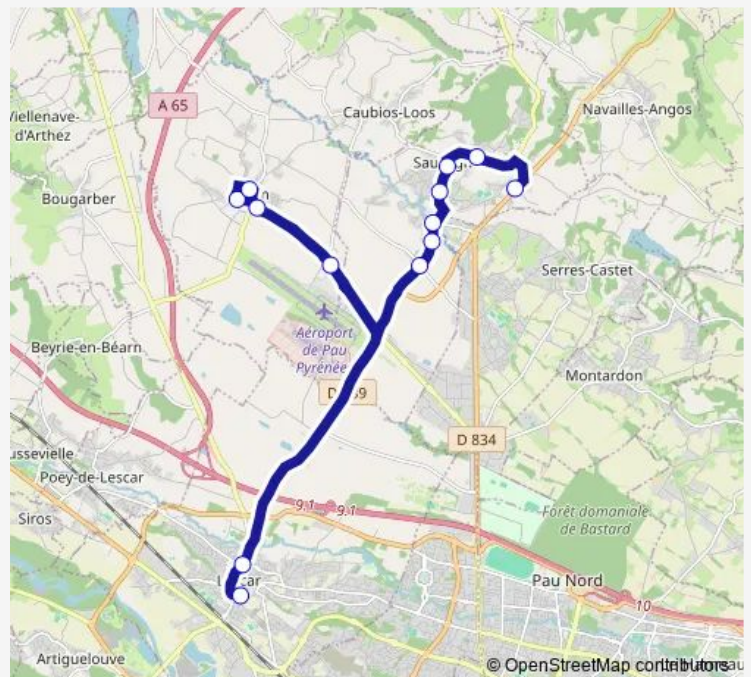 A 65
Caubios-Loos
Navailles-Angos
d'Arthez
Bougarber
Serres-Castet
Aéroport
de Pau
Pyrénée
Beyrie-en-Béarn
Montardon
D 834
Poey-de-Lescar
9.1
9.1
Siros
Forêt domaniale
de Bastard
Pau Nord
10
Artiguelouve
© OpenStreetMap contributors